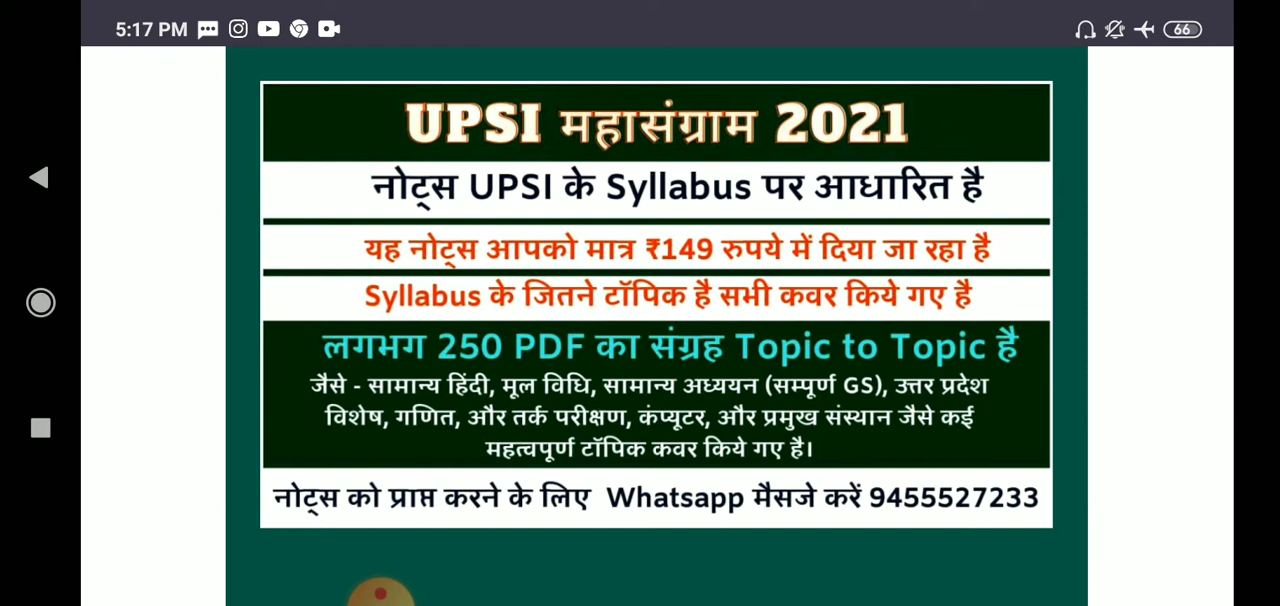 5:17 PM 66
UPSI महासंग्राम 2021
नोट्स UPSI के Syllabus पर आधारित है
यह नोट्स आपको मात्र ₹149 रुपये में दिया जा रहा है
Syllabus के जितने टॉपिक है सभी कवर किये गए है
लगभग 250 PDF का संग्रह Topic to Topic है
जैसे - सामान्य हिंदी, मूल विधि, सामान्य अध्ययन (सम्पूर्ण GS), उत्तर प्रदेश
विशेष, गणित, और तर्क परीक्षण, कंप्यूटर, और प्रमुख संस्थान जैसे कई
महत्वपूर्ण टॉपिक कवर किये गए है।
नोट्स को प्राप्त करने के लिए Whatsapp मैसजे करें 9455527233